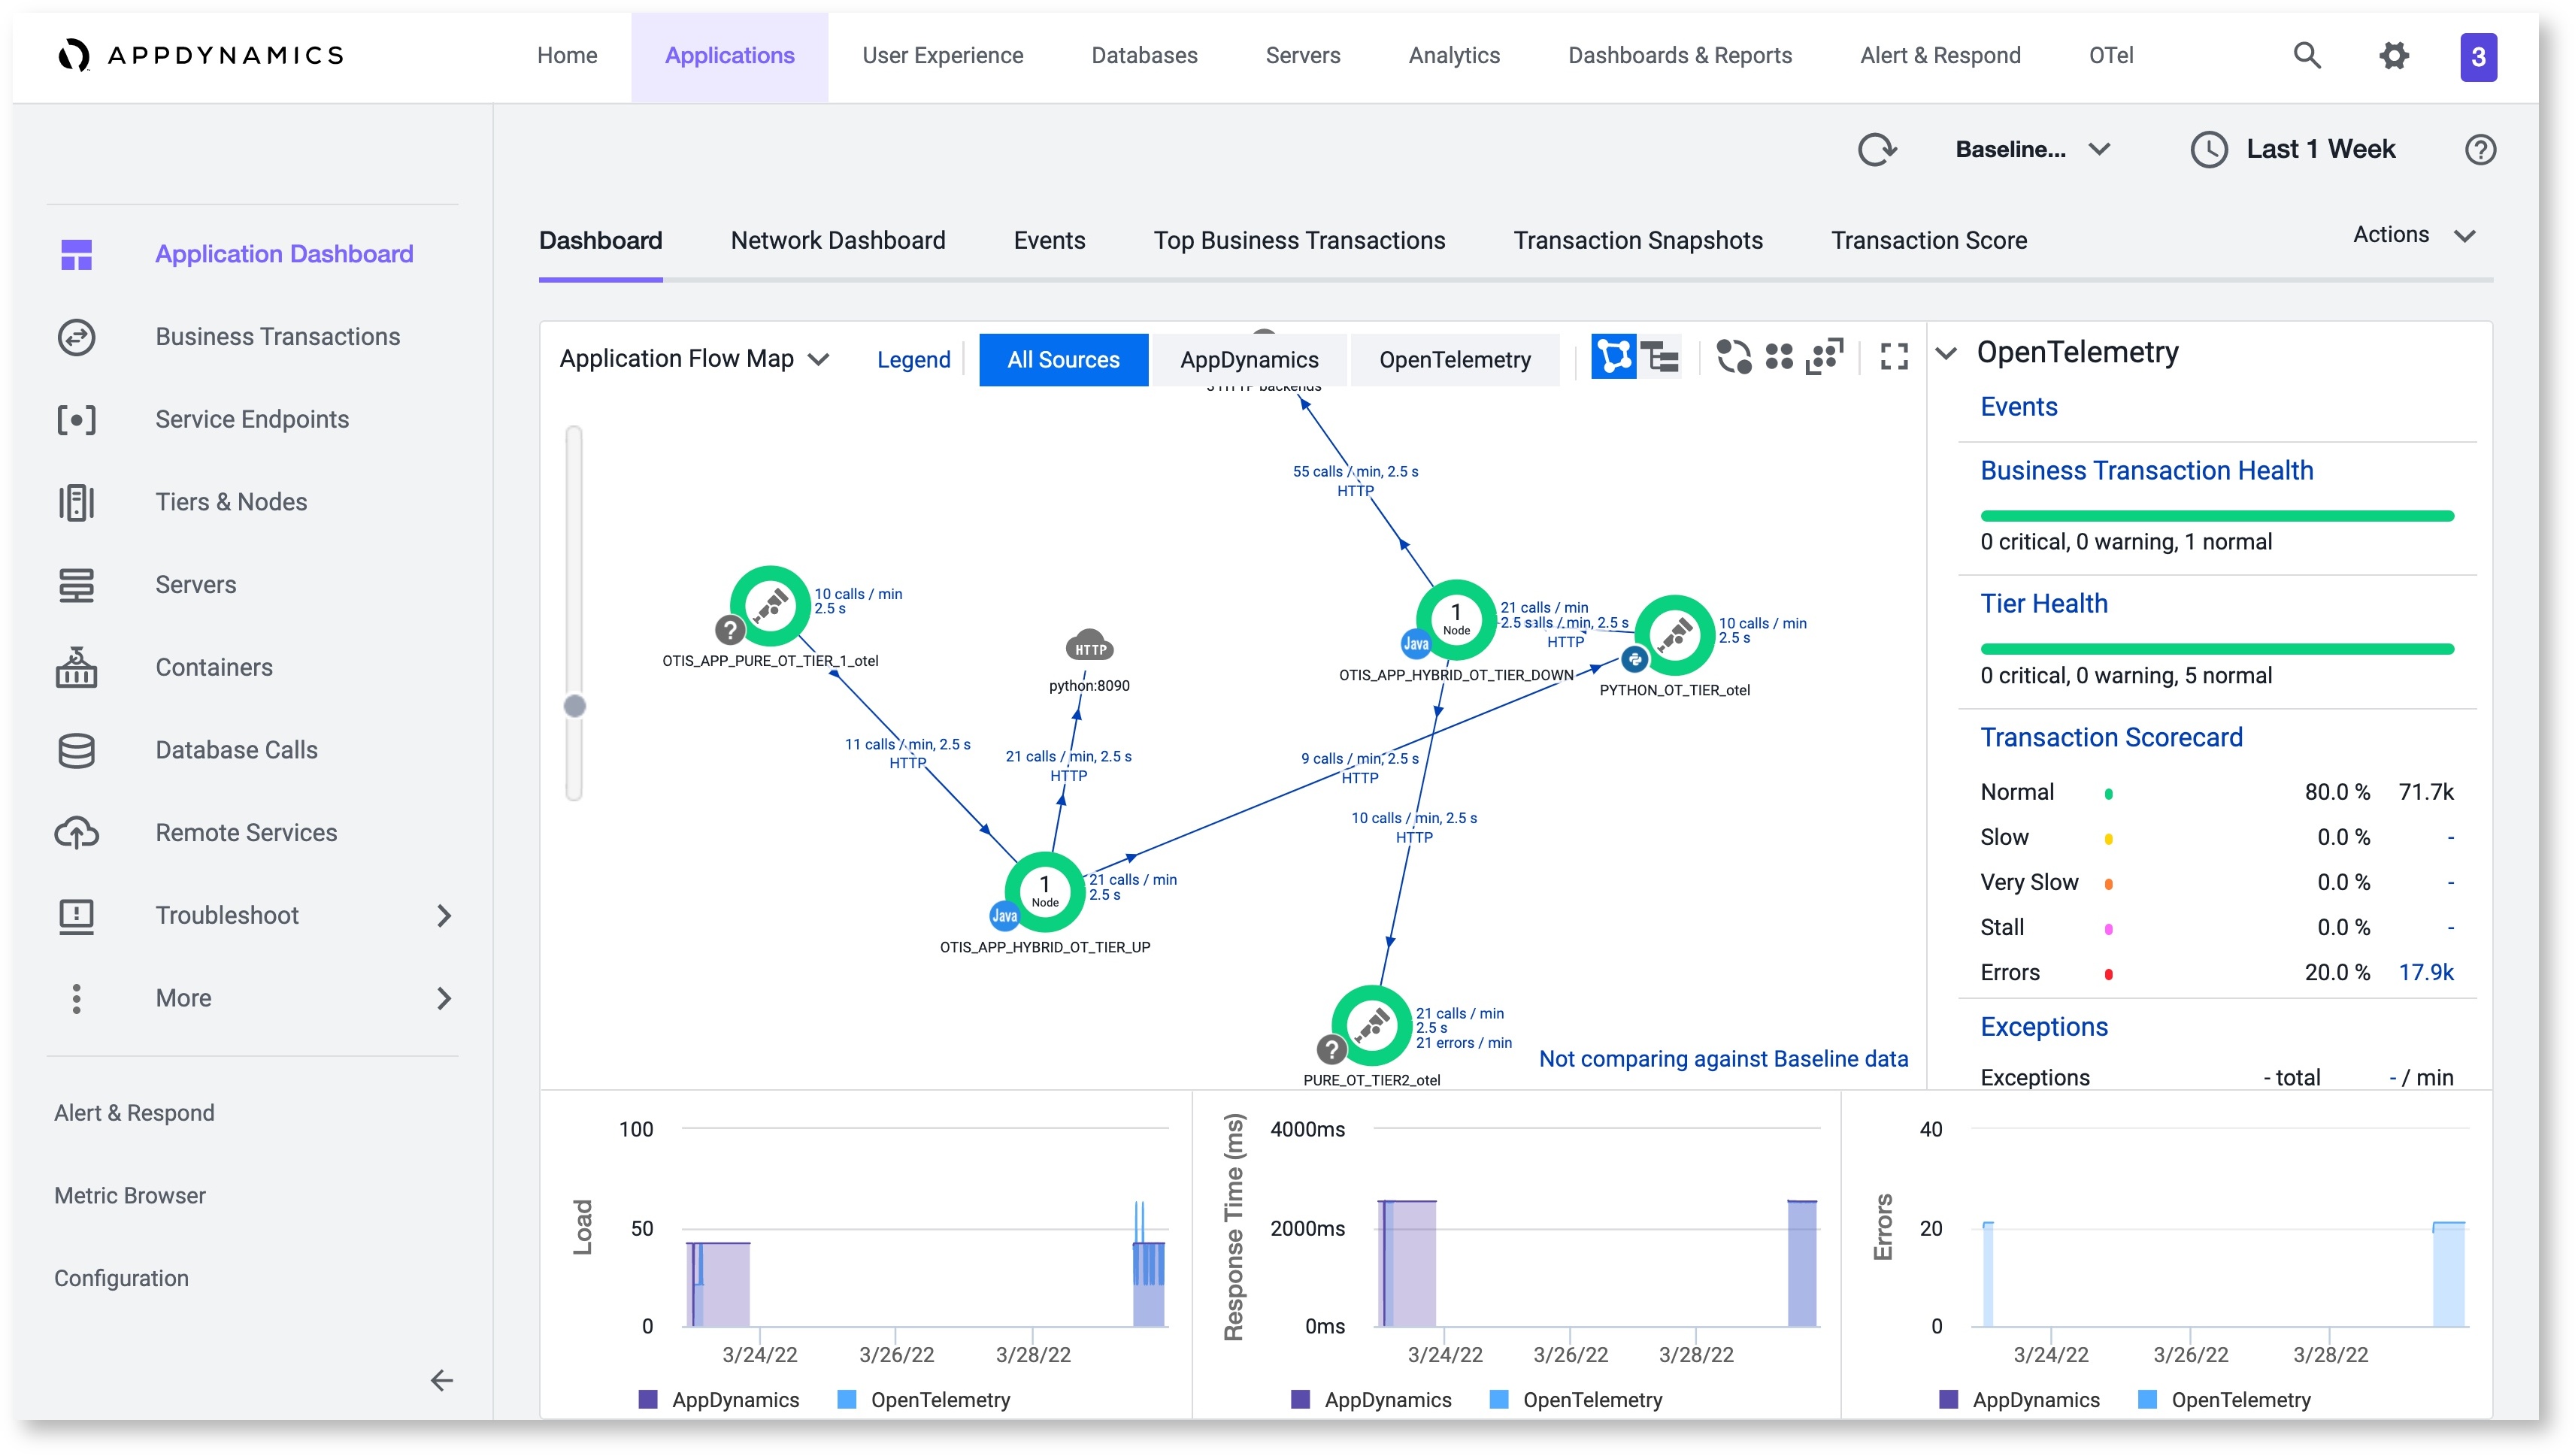 APPDYNAMICS
Home
Applications
User Experience
Databases
Servers
Analytics
Dashboards & Reports
Alert & Respond
OTel
3
Baseline...
Last 1 Week
Application Dashboard
Business Transactions
Service Endpoints
Tiers & Nodes
Servers
Containers
Database Calls
Remote Services
Troubleshoot
More
Alert & Respond
Metric Browser
Configuration
Dashboard
Network Dashboard
Events
Top Business Transactions
Transaction Snapshots
Transaction Score
Actions
Application Flow Map
Legend
All Sources
AppDynamics
OpenTelemetry
3 HTTP backends
55 calls / min, 2.5 s
HTTP
10 calls / min
2.5 s
?
OTIS_APP_PURE_OT_TIER_1_otel
HTTP
python:8090
1
Node
Java
21 calls / min
2.5 s
alls / min, 2.5 s
HTTP
OTIS_APP_HYBRID_OT_TIER_DOWN
10 calls / min
2.5 s
PYTHON_OT_TIER_otel
11 calls / min, 2.5 s
HTTP
21 calls / min, 2.5 s
HTTP
9 calls / min, 2.5 s
HTTP
10 calls / min, 2.5 s
HTTP
1
Node
Java
21 calls / min
2.5 s
OTIS_APP_HYBRID_OT_TIER_UP
21 calls / min
2.5 s
21 errors / min
?
PURE_OT_TIER2_otel
Not comparing against Baseline data
OpenTelemetry
Events
Business Transaction Health
0 critical, 0 warning, 1 normal
Tier Health
0 critical, 0 warning, 5 normal
Transaction Scorecard
Normal 80.0 % 71.7k
Slow 0.0 % -
Very Slow 0.0 % -
Stall 0.0 % -
Errors 20.0 % 17.9k
Exceptions
Exceptions - total - / min
Load
100
50
0
3/24/22 3/26/22 3/28/22
AppDynamics OpenTelemetry
Response Time (ms)
4000ms
2000ms
0ms
3/24/22 3/26/22 3/28/22
AppDynamics OpenTelemetry
Errors
40
20
0
3/24/22 3/26/22 3/28/22
AppDynamics OpenTelemetry